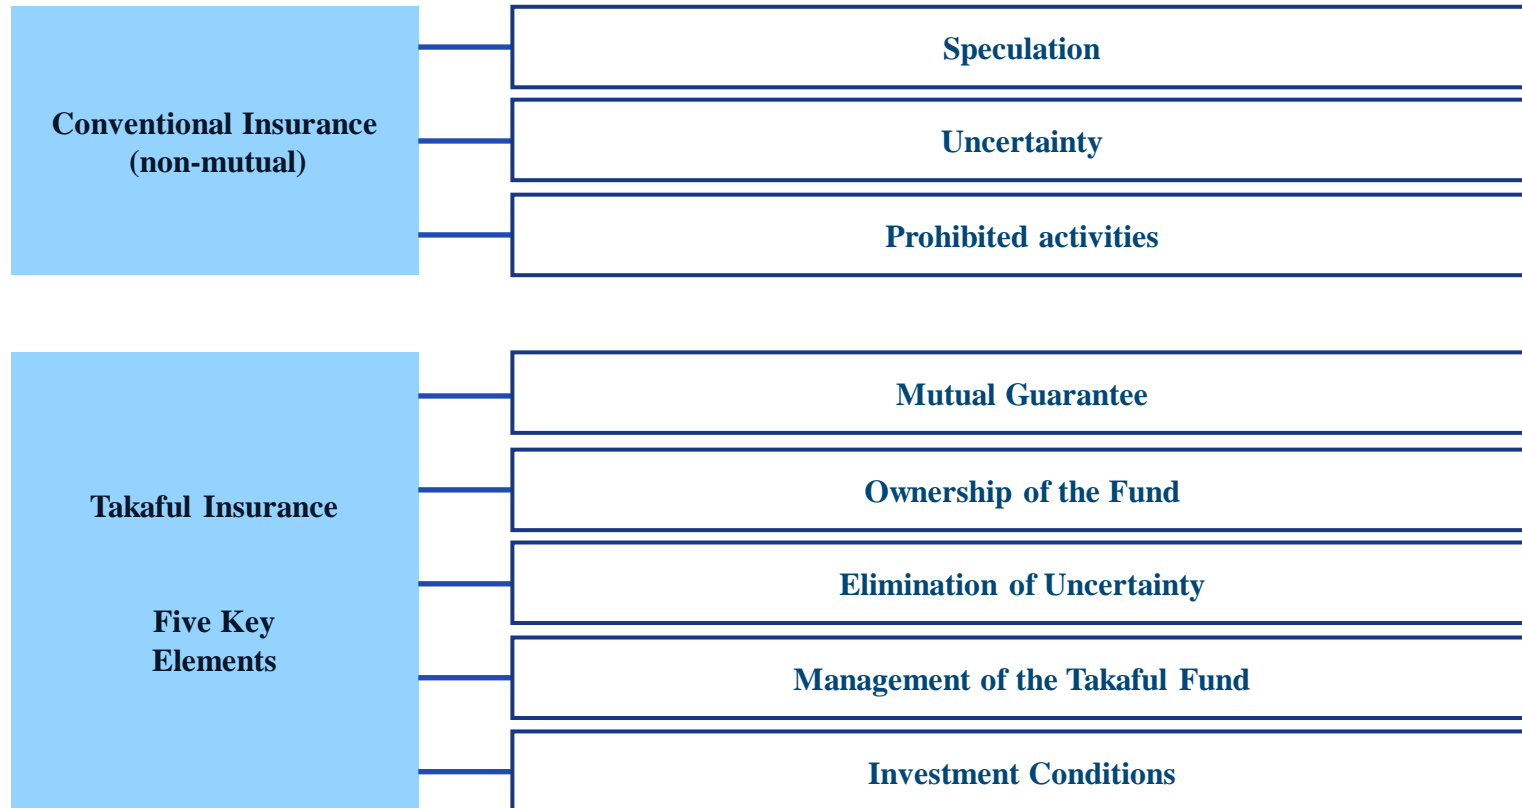 Conventional Insurance
(non-mutual)
Speculation
Uncertainty
Prohibited activities
Takaful Insurance
Five Key
Elements
Mutual Guarantee
Ownership of the Fund
Elimination of Uncertainty
Management of the Takaful Fund
Investment Conditions